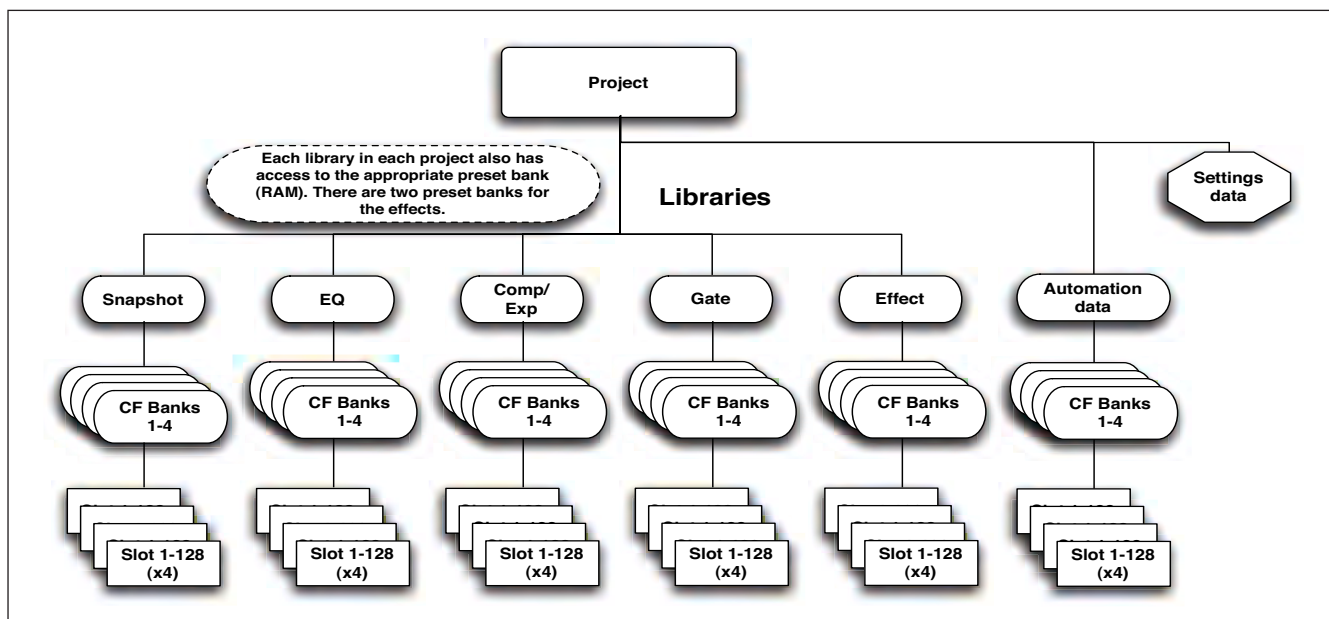 Project
Each library in each project also has
access to the appropriate preset bank
(RAM). There are two preset banks for
the effects.
Libraries
Settings
data
Snapshot
EQ
Comp/
Exp
Gate
Effect
Automation
data
CF Banks
1-4
CF Banks
1-4
CF Banks
1-4
CF Banks
1-4
CF Banks
1-4
CF Banks
1-4
Slot 1-128
(x4)
Slot 1-128
(x4)
Slot 1-128
(x4)
Slot 1-128
(x4)
Slot 1-128
(x4)
Slot 1-128
(x4)